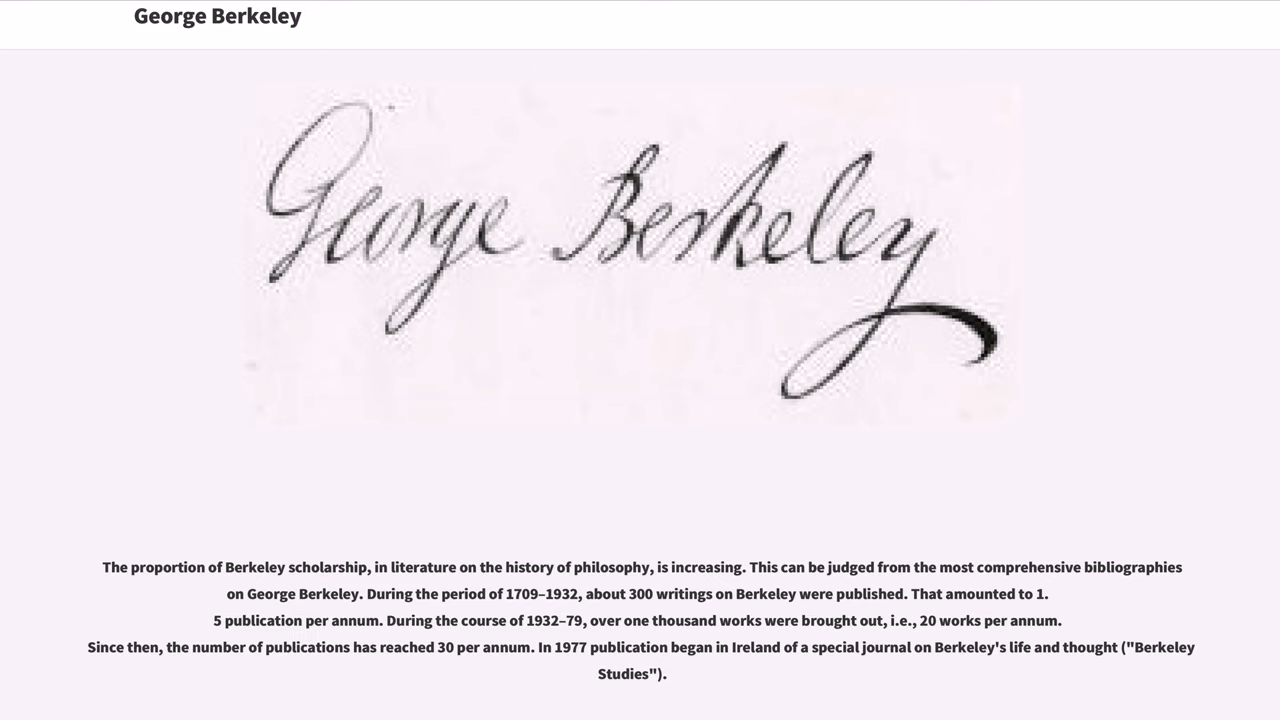 George Berkeley
George Berkeley
The proportion of Berkeley scholarship, in literature on the history of philosophy, is increasing. This can be judged from the most comprehensive bibliographies
on George Berkeley. During the period of 1709–1932, about 300 writings on Berkeley were published. That amounted to 1.
5 publication per annum. During the course of 1932–79, over one thousand works were brought out, i.e., 20 works per annum.
Since then, the number of publications has reached 30 per annum. In 1977 publication began in Ireland of a special journal on Berkeley's life and thought ("Berkeley
Studies").